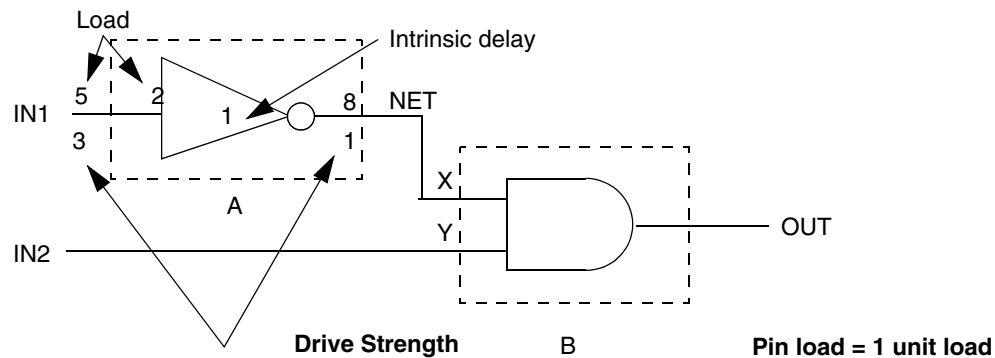 Load
Intrinsic delay
5
2
8
NET
IN1
1
3
1
X
A
Y
OUT
IN2
Drive Strength
B
Pin load = 1 unit load